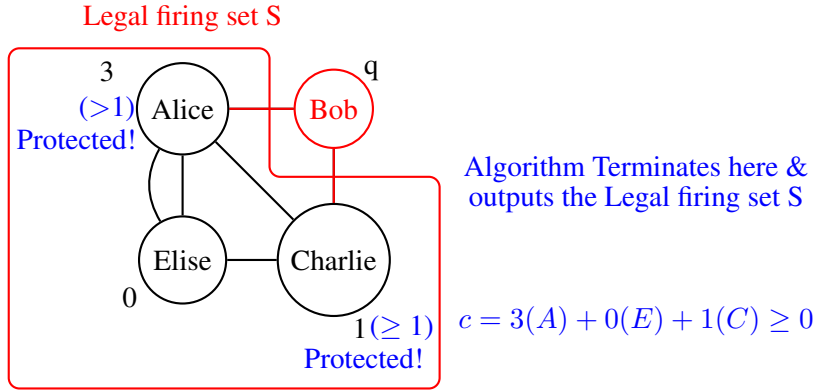 Legal firing set S
3
q
(>1)
Alice
Bob
Protected!
Algorithm Terminates here &
outputs the Legal firing set S
Elise
Charlie
0
1(≥ 1)
c = 3(A) + 0(E) + 1(C) ≥ 0
Protected!